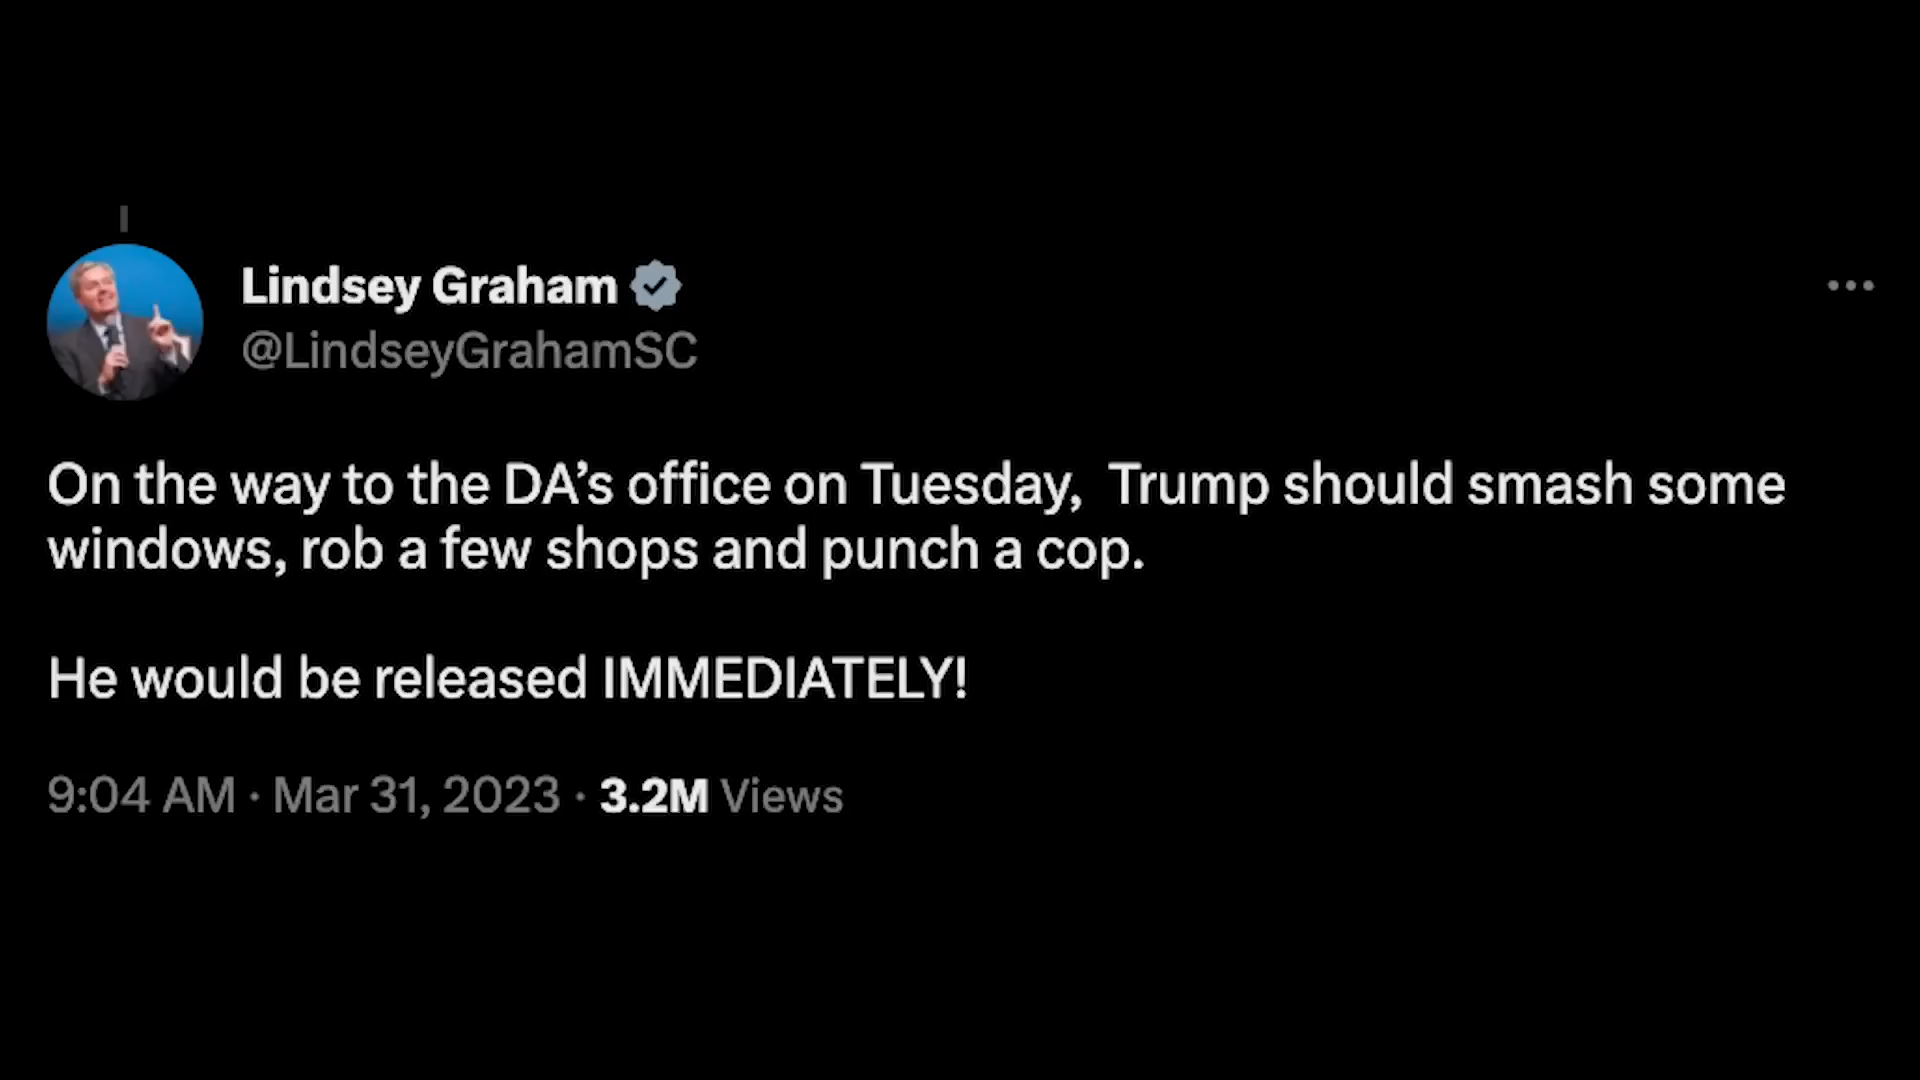 Lindsey Graham
@LindseyGrahamSC
On the way to the DA’s office on Tuesday,  Trump should smash some
windows, rob a few shops and punch a cop.
He would be released IMMEDIATELY!
9:04 AM · Mar 31, 2023 · 3.2M Views